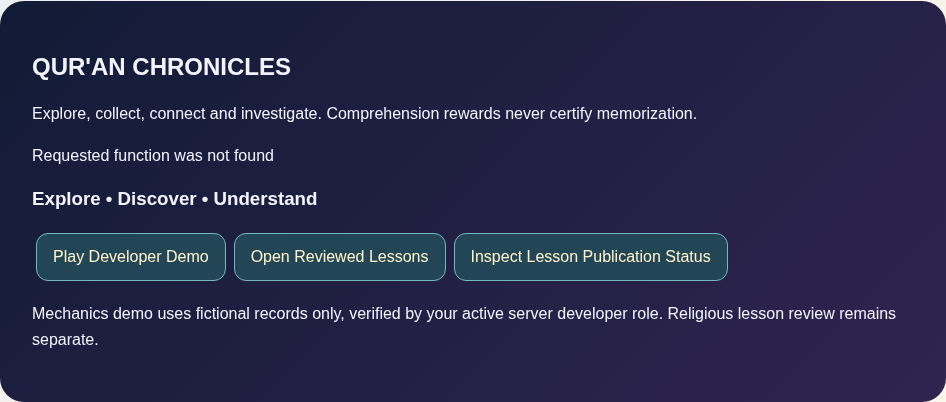 QUR'AN CHRONICLES
Explore, collect, connect and investigate. Comprehension rewards never certify memorization.
Requested function was not found
Explore • Discover • Understand
Play Developer Demo
Open Reviewed Lessons
Inspect Lesson Publication Status
Mechanics demo uses fictional records only, verified by your active server developer role. Religious lesson review remains
separate.